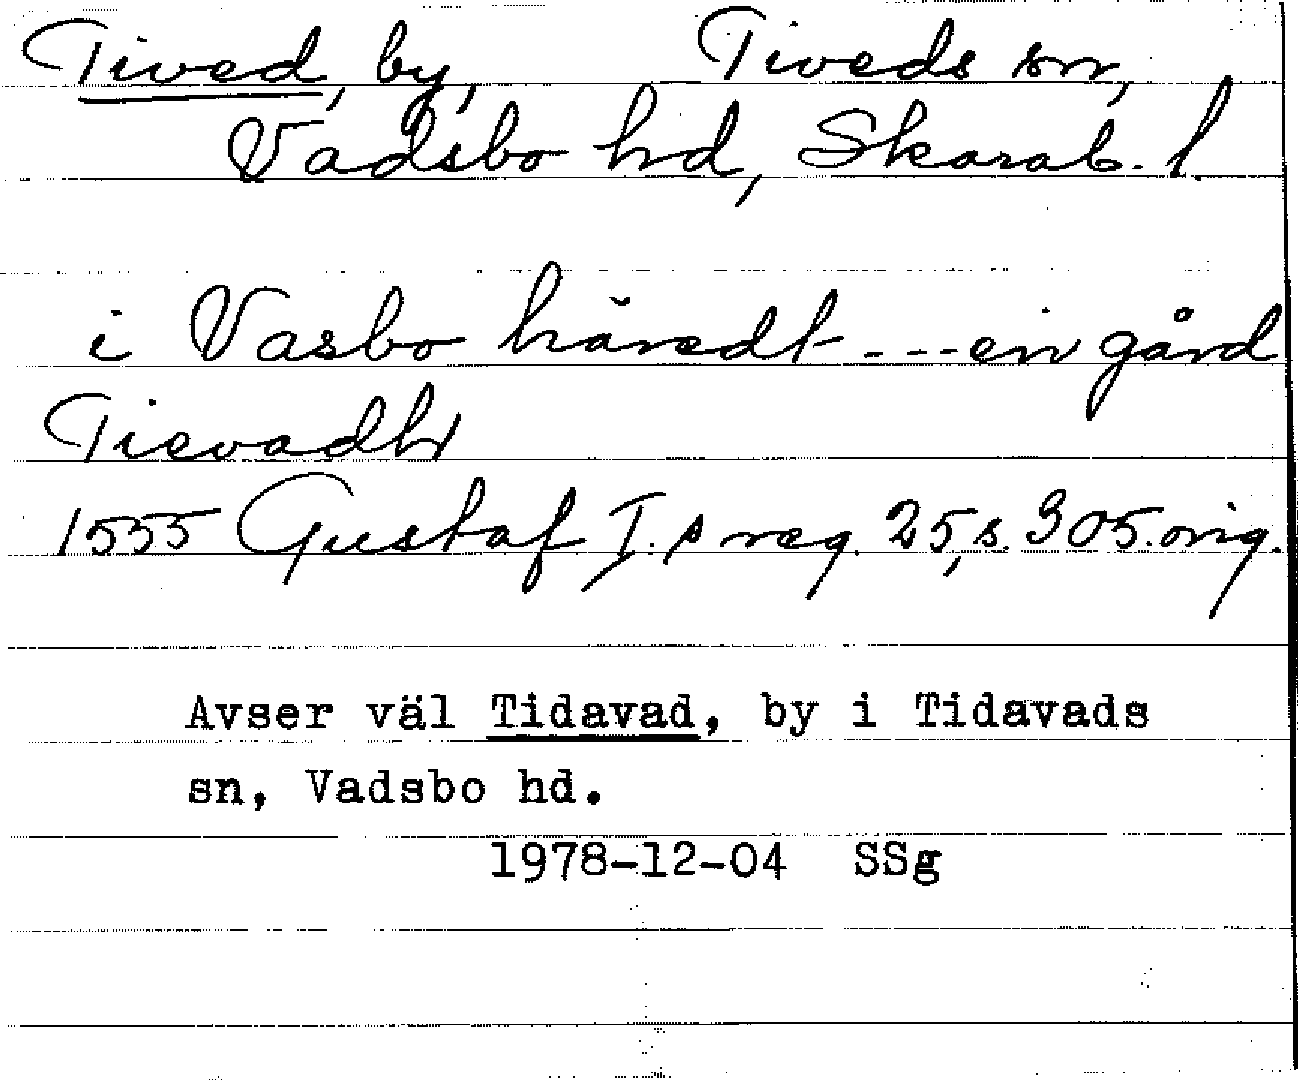 Tived, by, Tiveds sn,
Vadsbo hd, Skarab. l.
i Vasbo häredt ---en gård
Tievadh
1555 Gustaf I:s reg. 25, s. 305. orig.
Avser väl Tidavad, by i Tidavads
sn, Vadsbo hd.
1978-12-04 SSg